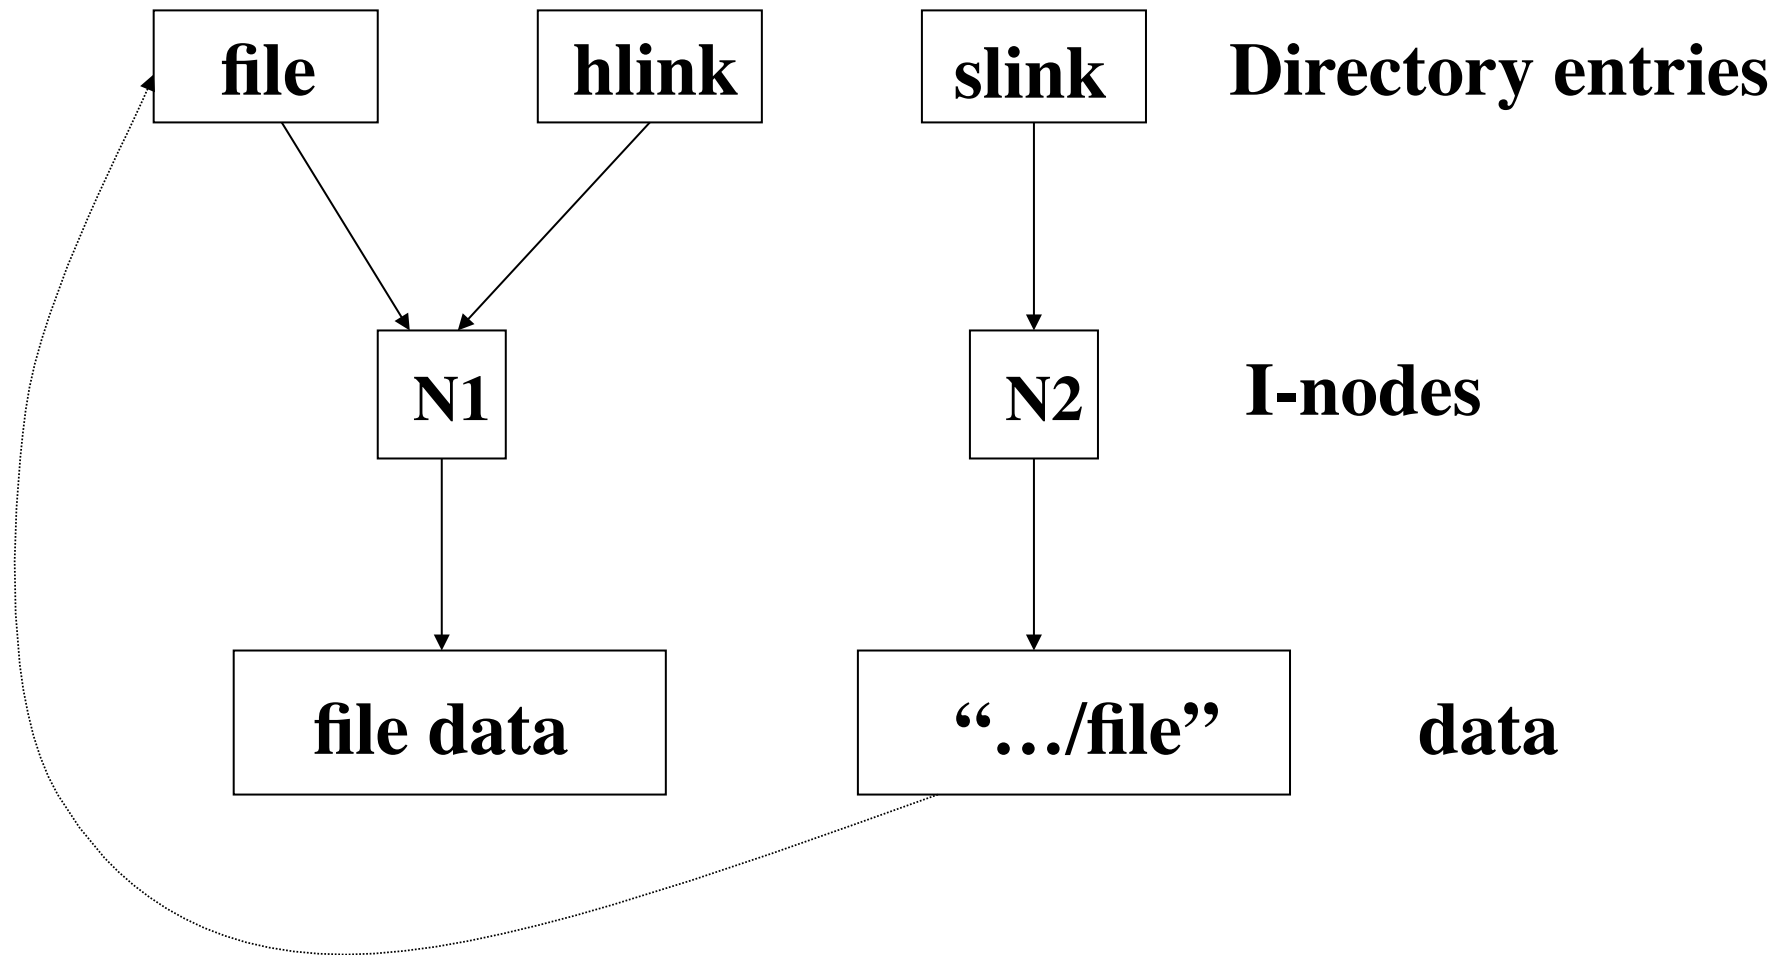 file hlink slink Directory entries
N1 N2 I-nodes
file data “…/file” data